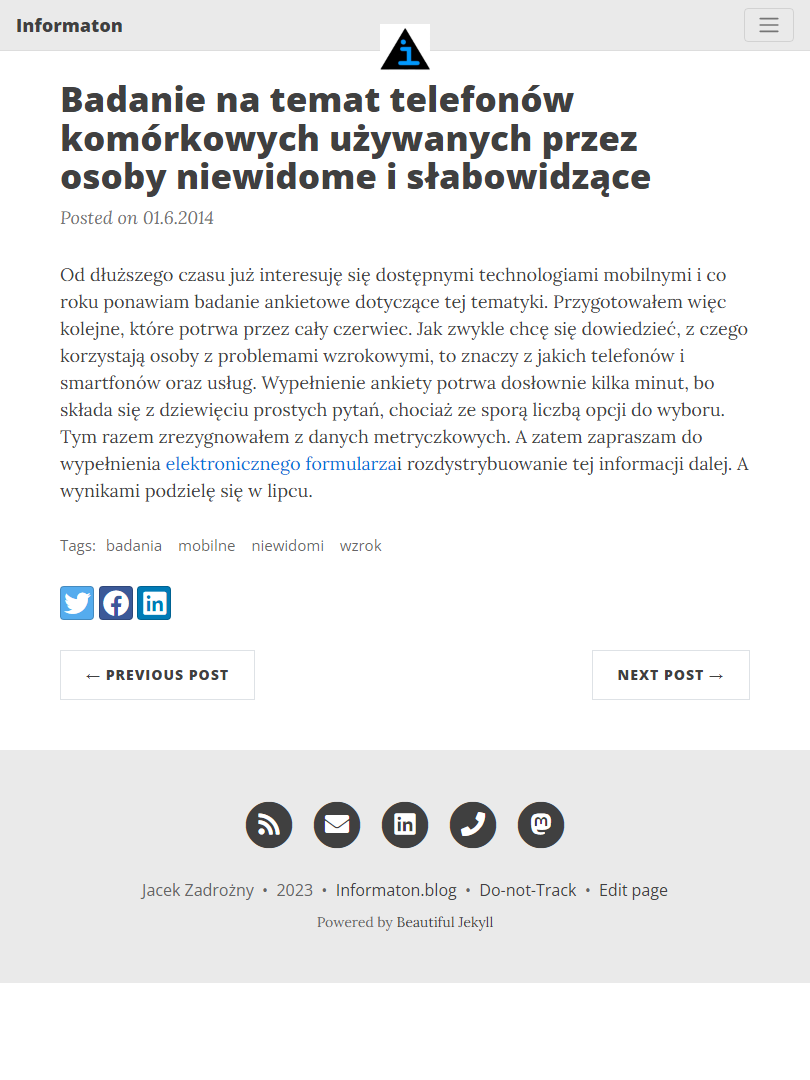 Informaton
i
Badanie na temat telefonów
komórkowych używanych przez
osoby niewidome i słabowidzące
Posted on 01.6.2014
Od dłuższego czasu już interesuję się dostępnymi technologiami mobilnymi i co
roku ponawiam badanie ankietowe dotyczące tej tematyki. Przygotowałem więc
kolejne, które potrwa przez cały czerwiec. Jak zwykle chcę się dowiedzieć, z czego
korzystają osoby z problemami wzrokowymi, to znaczy z jakich telefonów i
smartfonów oraz usług. Wypełnienie ankiety potrwa dosłownie kilka minut, bo
składa się z dziewięciu prostych pytań, chociaż ze sporą liczbą opcji do wyboru.
Tym razem zrezygnowałem z danych metryczkowych. A zatem zapraszam do
wypełnienia elektronicznego formularzai rozdystrybuowanie tej informacji dalej. A
wynikami podzielę się w lipcu.
Tags: badania mobilne niewidomi wzrok
← PREVIOUS POST
NEXT POST →
Jacek Zadrożny • 2023 • Informaton.blog • Do-not-Track • Edit page
Powered by Beautiful Jekyll